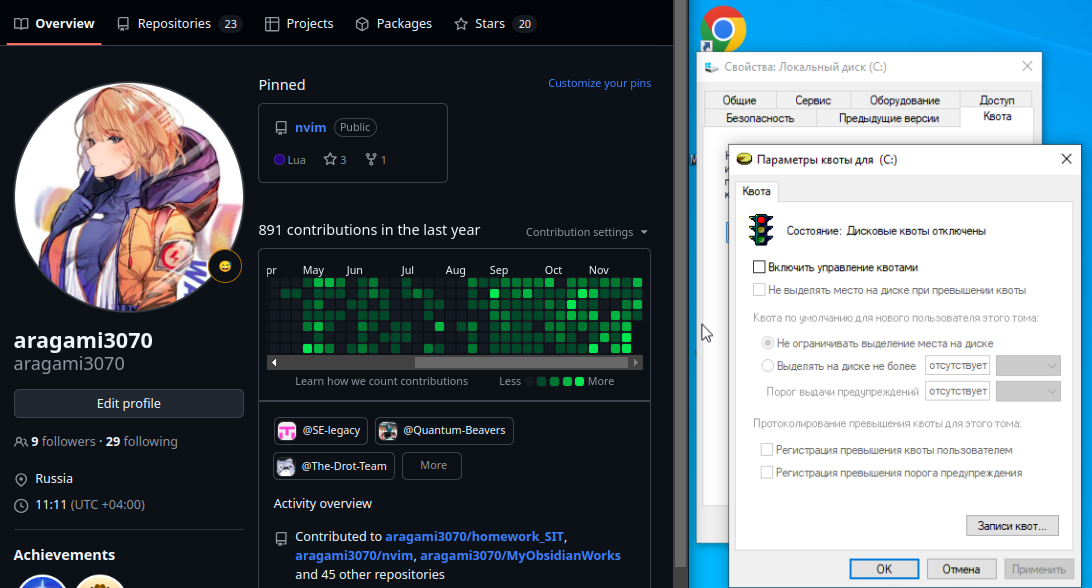 Overview
Repositories 23
Projects
Packages
Stars 20
Pinned
Customize your pins
nvim Public
Lua 3 1
891 contributions in the last year
Contribution settings
pr May Jun Jul Aug Sep Oct Nov
Learn how we count contributions
Less More
aragami3070
aragami3070
Edit profile
9 followers · 29 following
Russia
11:11 (UTC +04:00)
Achievements
@SE-legacy
@Quantum-Beavers
@The-Drot-Team
More
Activity overview
Contributed to aragami3070/homework_SIT,
aragami3070/nvim, aragami3070/MyObsidianWorks
and 45 other repositories
Свойства: Локальный диск (C:)
Общие Сервис Оборудование Доступ
Безопасность Предыдущие версии Квота
Параметры квоты для (C:)
Квота
Состояние: Дисковые квоты отключены
Включить управление квотами
Не выделять место на диске при превышении квоты
Квота по умолчанию для нового пользователя этого тома:
Не ограничивать выделение места на диске
Выделять на диске не более отсутствует
Порог выдачи предупреждений отсутствует
Протоколирование превышения квоты для этого тома:
Регистрация превышения квоты пользователем
Регистрация превышения порога предупреждения
Записи квот...
OK Отмена Применить